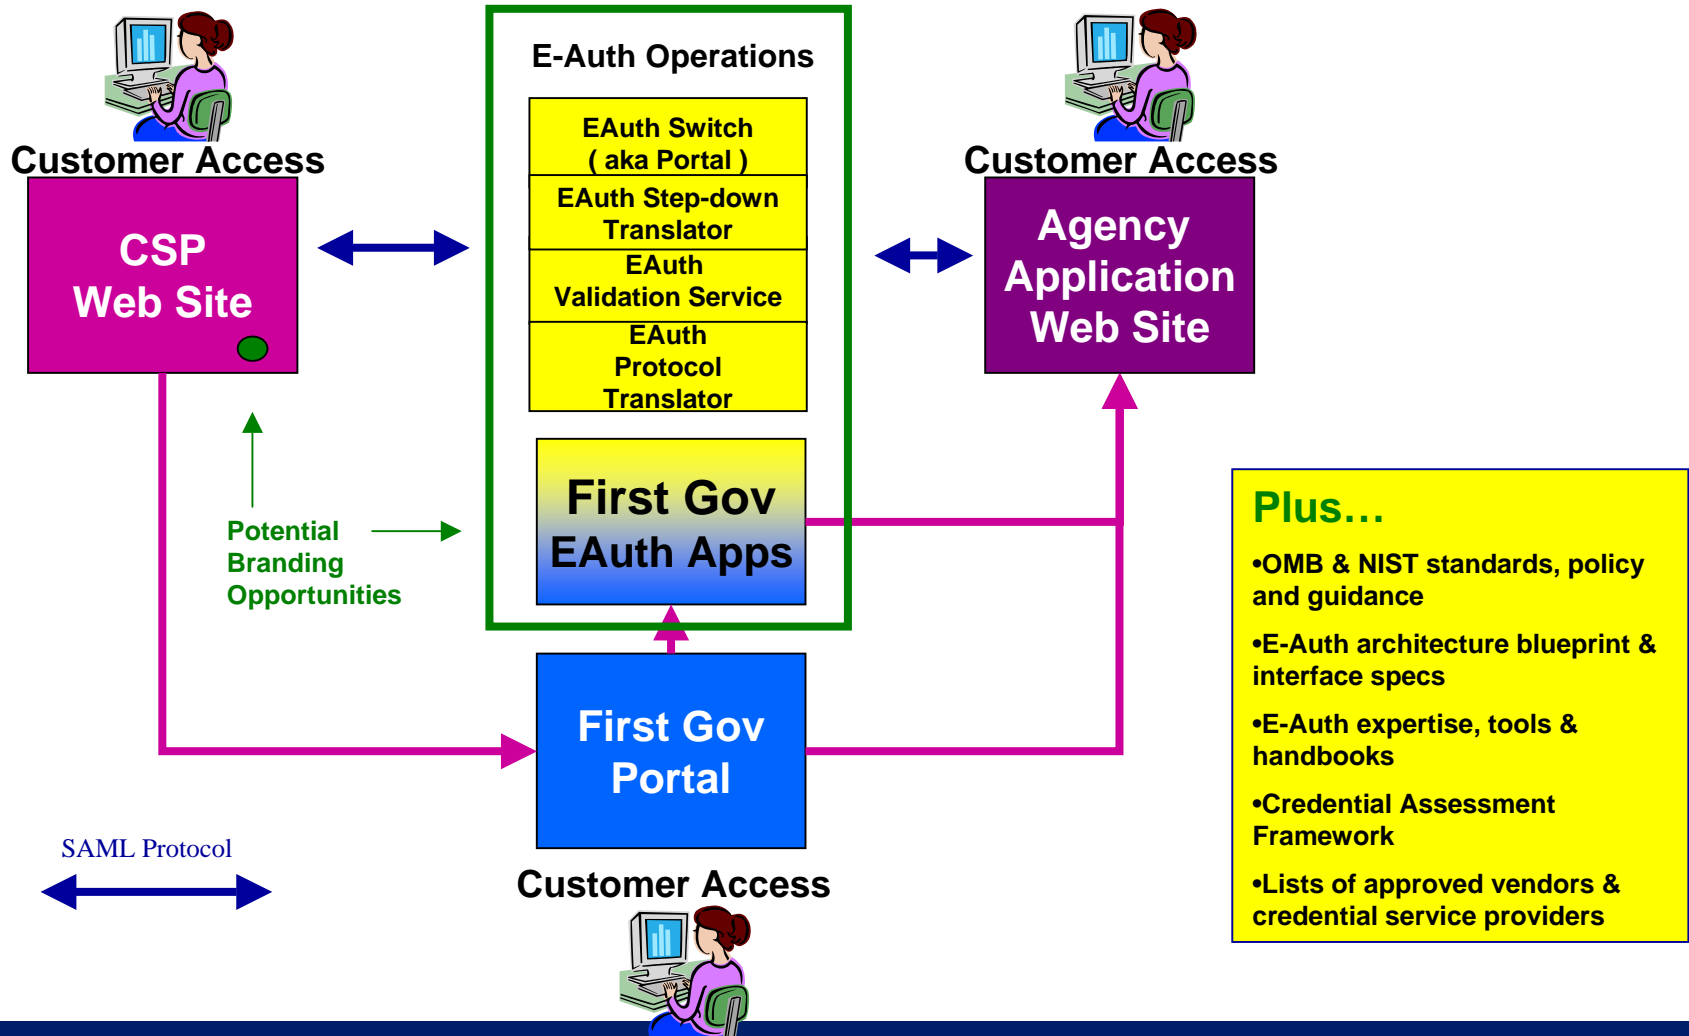 E-Auth Operations
EAuth Switch
( aka Portal )
Customer Access
Customer Access
EAuth Step-down
Translator
CSP
Web Site
Agency
Application
Web Site
EAuth
Validation Service
EAuth
Protocol
Translator
First Gov
EAuth Apps
Potential
Branding
Opportunities
Plus…
•OMB & NIST standards, policy
and guidance
•E-Auth architecture blueprint &
interface specs
•E-Auth expertise, tools &
handbooks
•Credential Assessment
Framework
•Lists of approved vendors &
credential service providers
First Gov
Portal
SAML Protocol
Customer Access